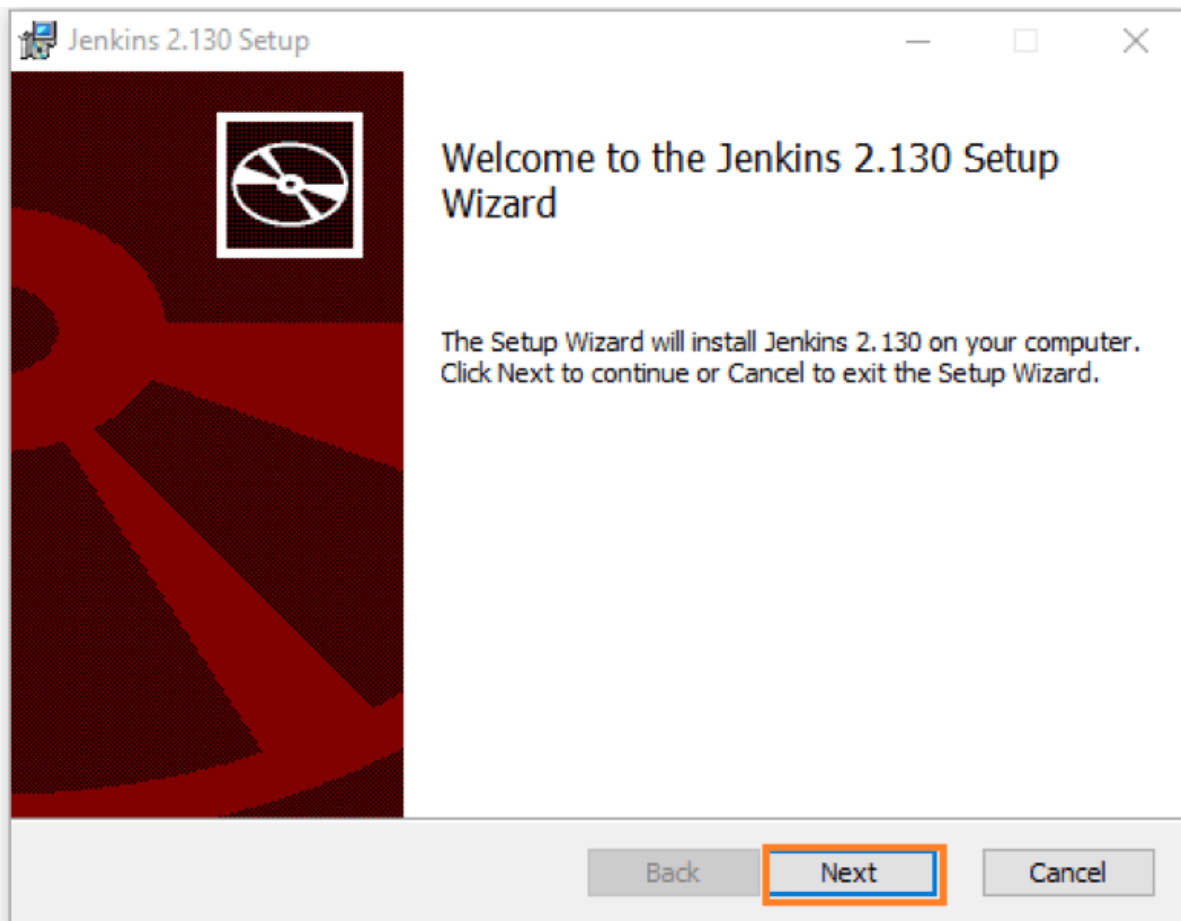 Jenkins 2.130 Setup
Welcome to the Jenkins 2.130 Setup
Wizard
The Setup Wizard will install Jenkins 2.130 on your computer.
Click Next to continue or Cancel to exit the Setup Wizard.
Back Next Cancel